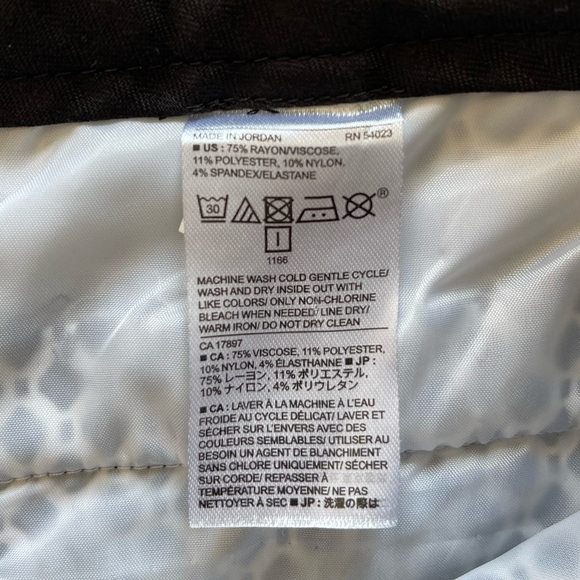 MADE IN JORDAN RN 54023
■ US : 75% RAYON/VISCOSE,
11% POLYESTER, 10% NYLON,
4% SPANDEX/ELASTANE
30 ®
1166
MACHINE WASH COLD GENTLE CYCLE/
WASH AND DRY INSIDE OUT WITH
LIKE COLORS/ ONLY NON-CHLORINE
BLEACH WHEN NEEDED/ LINE DRY/
WARM IRON/ DO NOT DRY CLEAN
CA 17897
■ CA : 75% VISCOSE, 11% POLYESTER,
10% NYLON, 4% ÉLASTHANNE ■ JP :
75% レーヨン, 11% ポリエステル,
10% ナイロン, 4% ポリウレタン
■ CA : LAVER À LA MACHINE À L'EAU
FROIDE AU CYCLE DÉLICAT/ LAVER ET
SÉCHER SUR L'ENVERS AVEC DES
COULEURS SEMBLABLES/ UTILISER AU
BESOIN UN AGENT DE BLANCHIMENT
SANS CHLORE UNIQUEMENT/ SÉCHER
SUR CORDE/ REPASSER À
TEMPÉRATURE MOYENNE/ NE PAS
NETTOYER À SEC ■ JP : 洗濯の際は